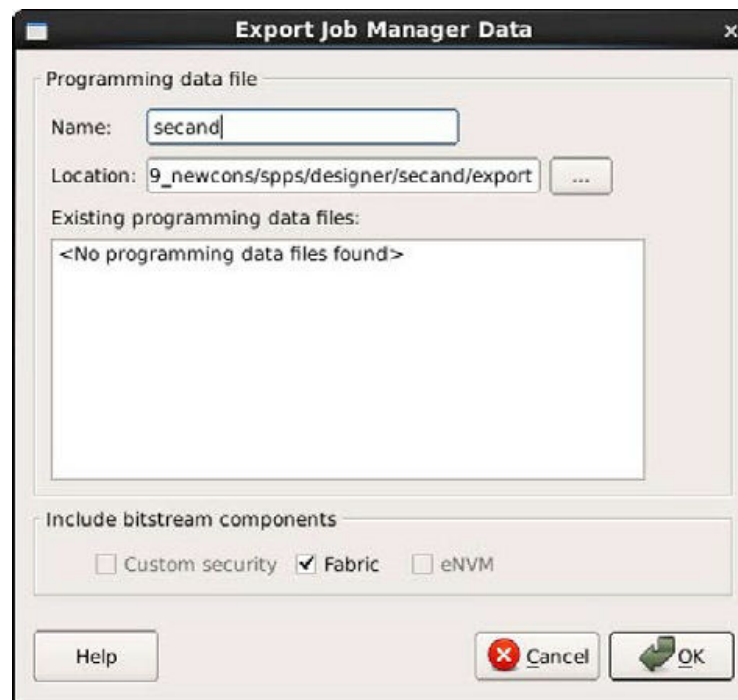 Export Job Manager Data
Programming data file
Name: secand
Location: 9_newcons/spps/designer/secand/export ...
Existing programming data files:
<No programming data files found>
Include bitstream components
Custom security Fabric eNVM
Help Cancel OK